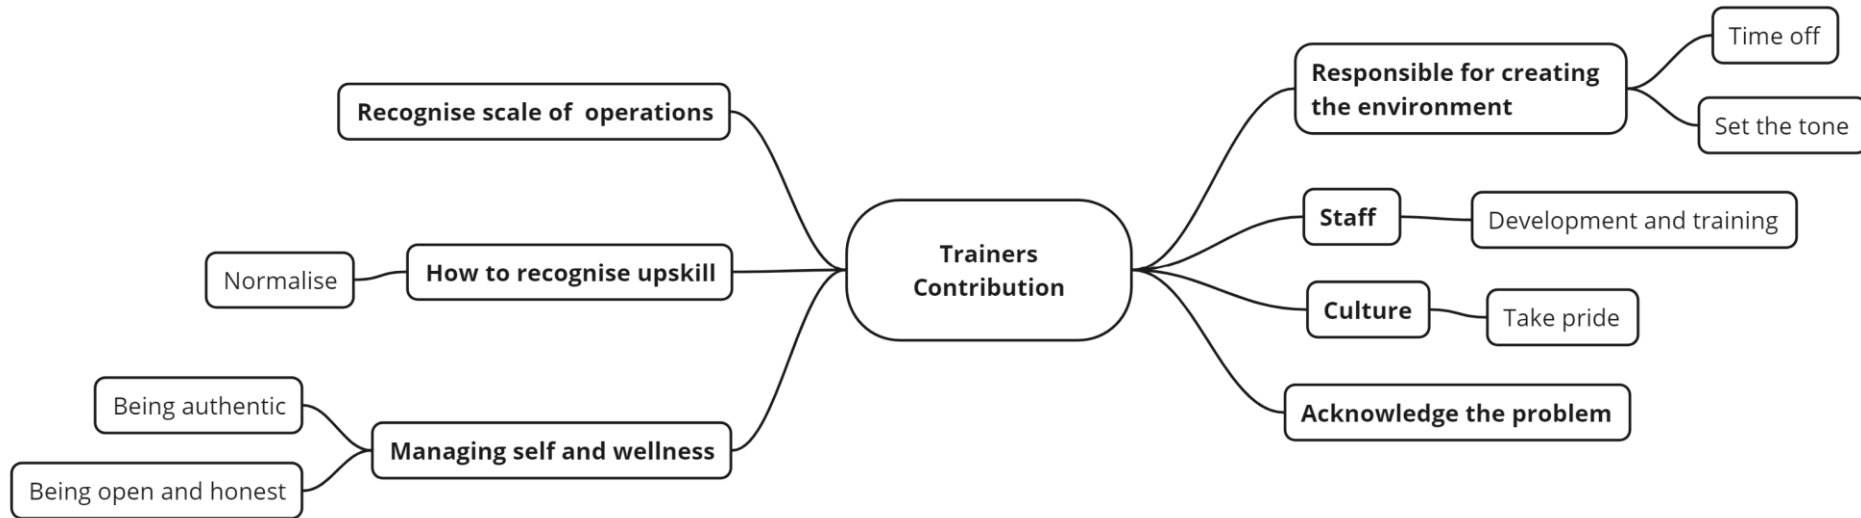 Trainers
Contribution
Recognise scale of operations
How to recognise upskill
Normalise
Managing self and wellness
Being authentic
Being open and honest
Responsible for creating
the environment
Time off
Set the tone
Staff
Development and training
Culture
Take pride
Acknowledge the problem